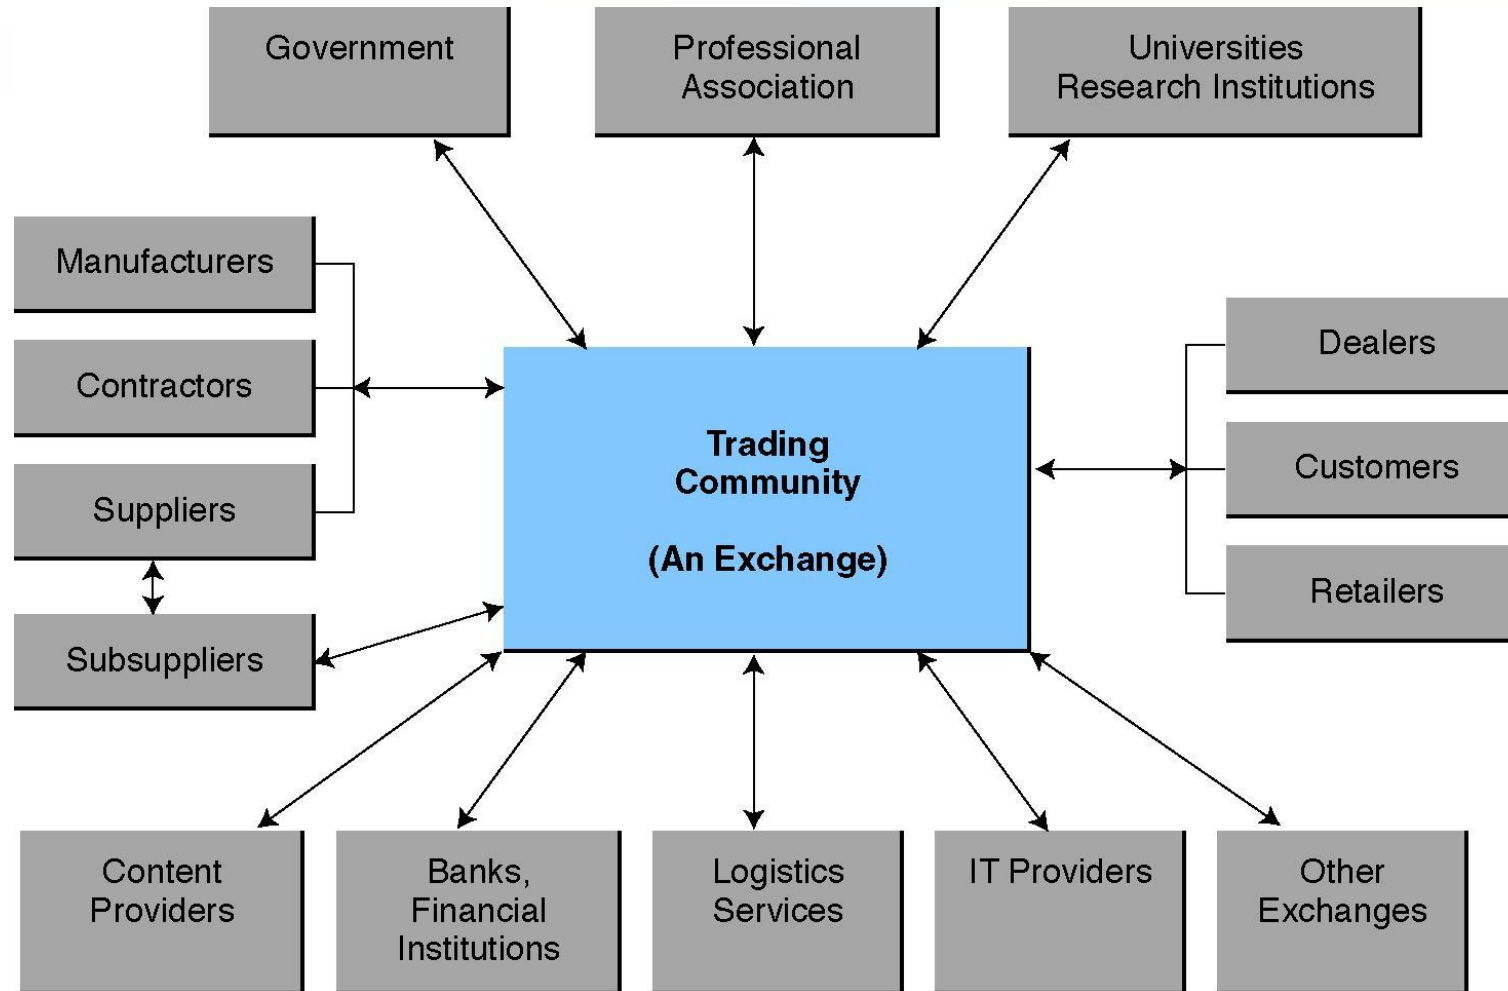 Government
Professional
Association
Universities
Research Institutions
Manufacturers
Contractors
Suppliers
Subsuppliers
Trading
Community
(An Exchange)
Dealers
Customers
Retailers
Content
Providers
Banks,
Financial
Institutions
Logistics
Services
IT Providers
Other
Exchanges